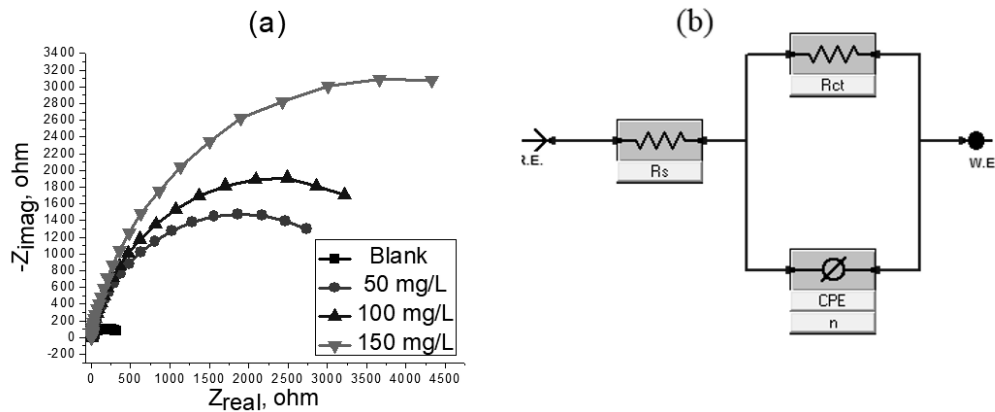 (a)
3400
3200
3000
2800
2600
2400
2200
2000
1800
1600
1400
1200
1000
800
600
400
200
0
-200
-Zimag, ohm
0 500 1000 1500 2000 2500 3000 3500 4000 4500
Zreal, ohm
Blank
50 mg/L
100 mg/L
150 mg/L
(b)
R.E.
Rs
Rct
CPE
n
W.E